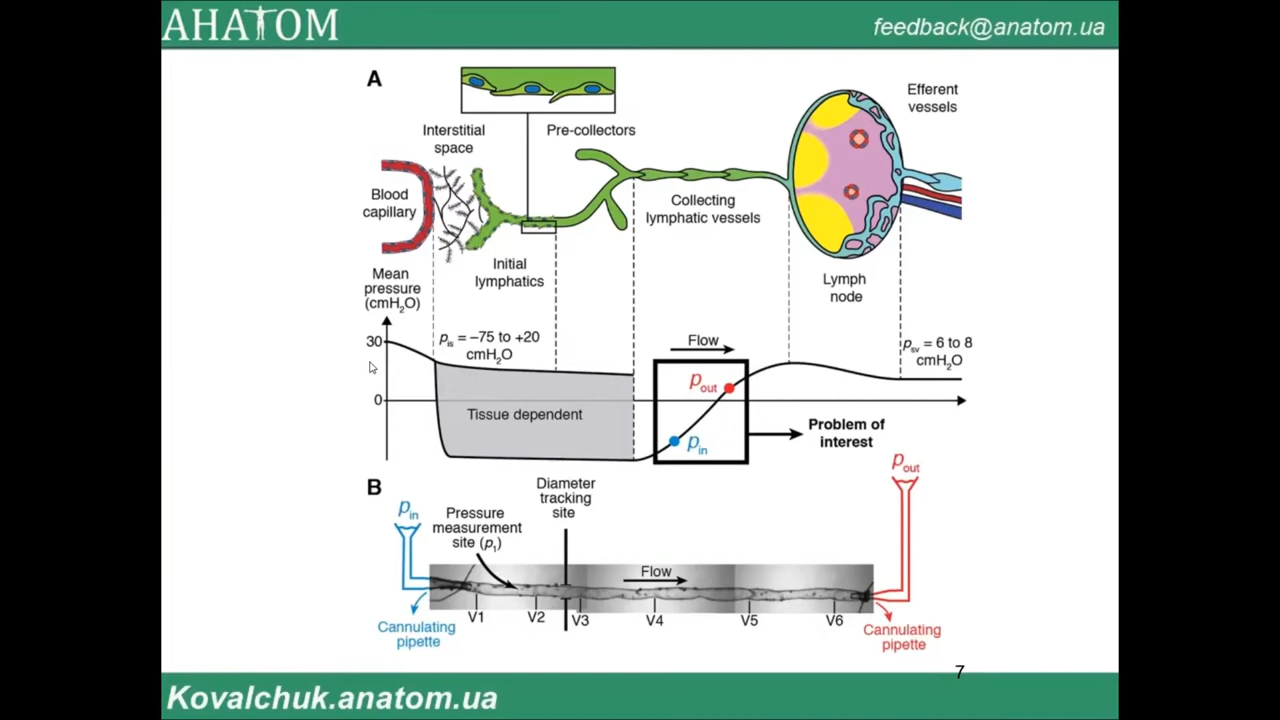 АНАТОМ
feedback@anatom.ua
A
Efferent
vessels
Interstitial
space
Pre-collectors
Blood
capillary
Collecting
lymphatic vessels
Initial
lymphatics
Lymph
node
Mean
pressure
(cmH₂O)
30
0
pis = –75 to +20
cmH₂O
Tissue dependent
Flow
pout
pin
psv = 6 to 8
cmH₂O
Problem of
interest
B
pin
Pressure
measurement
site (p₁)
Diameter
tracking
site
pout
Flow
V1 V2 V3 V4 V5 V6
Cannulating
pipette
Cannulating
pipette
7
Kovalchuk.anatom.ua